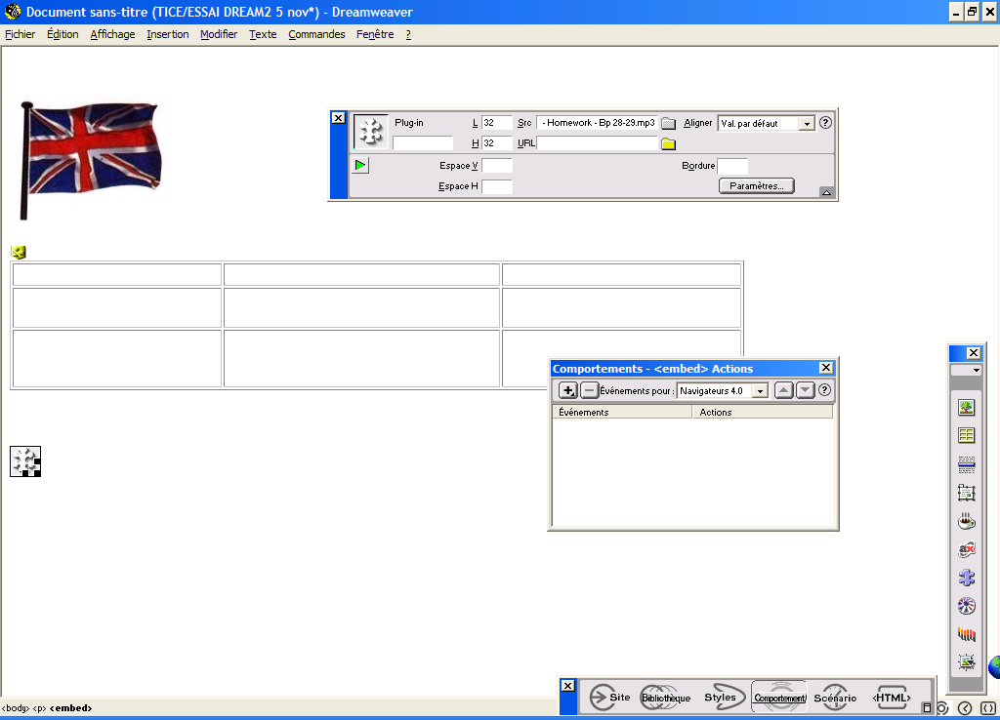 Document sans-titre (TICE/ESSAI DREAM2 5 nov*) - Dreamweaver
Fichier Édition Affichage Insertion Modifier Texte Commandes Fenêtre ?
Plug-in L 32 Src - Homework - Bp 28-29.mp3 Aligner Val. par défaut ?
H 32 URL
Espace V Bordure
Espace H Paramètres...
Comportements - <embed> Actions
Événements pour : Navigateurs 4.0 ?
Événements Actions
Site Bibliothèque Styles Comportement Scénario <HTML>
<body> <p> <embed>